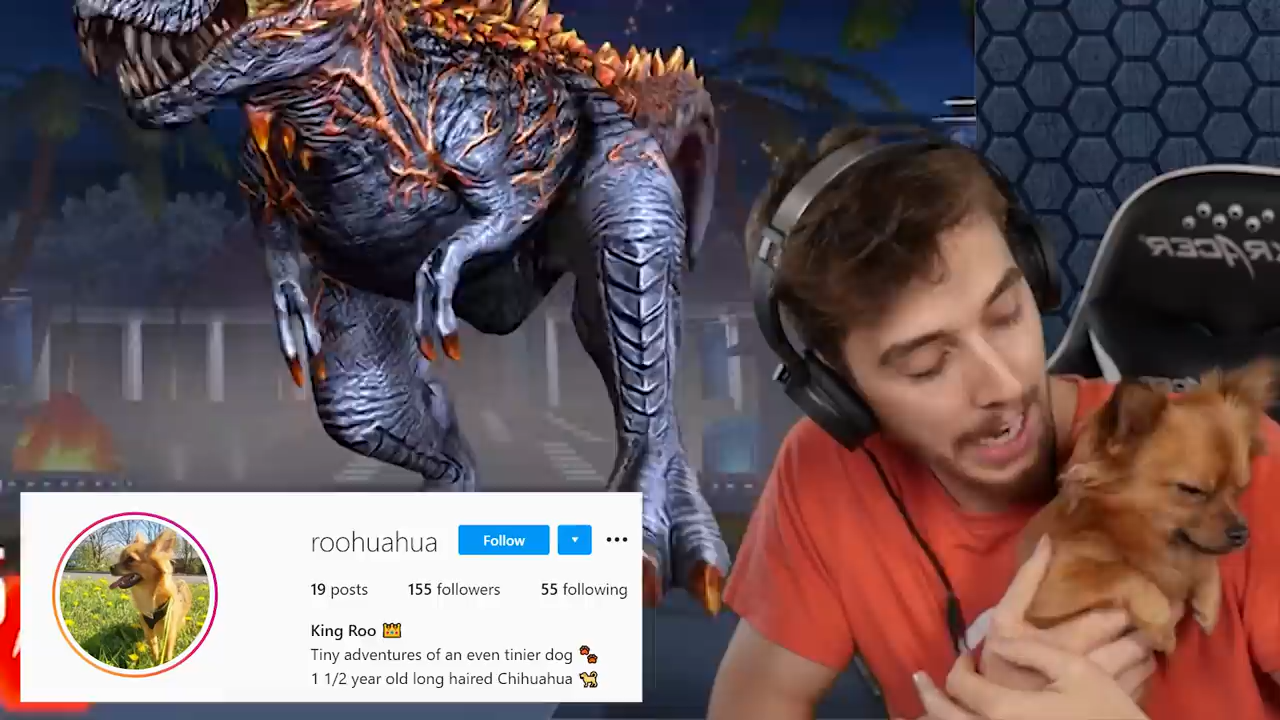 roohuahua
Follow
19 posts 155 followers 55 following
King Roo 👑
Tiny adventures of an even tinier dog 🐾
1 1/2 year old long haired Chihuahua 🐕